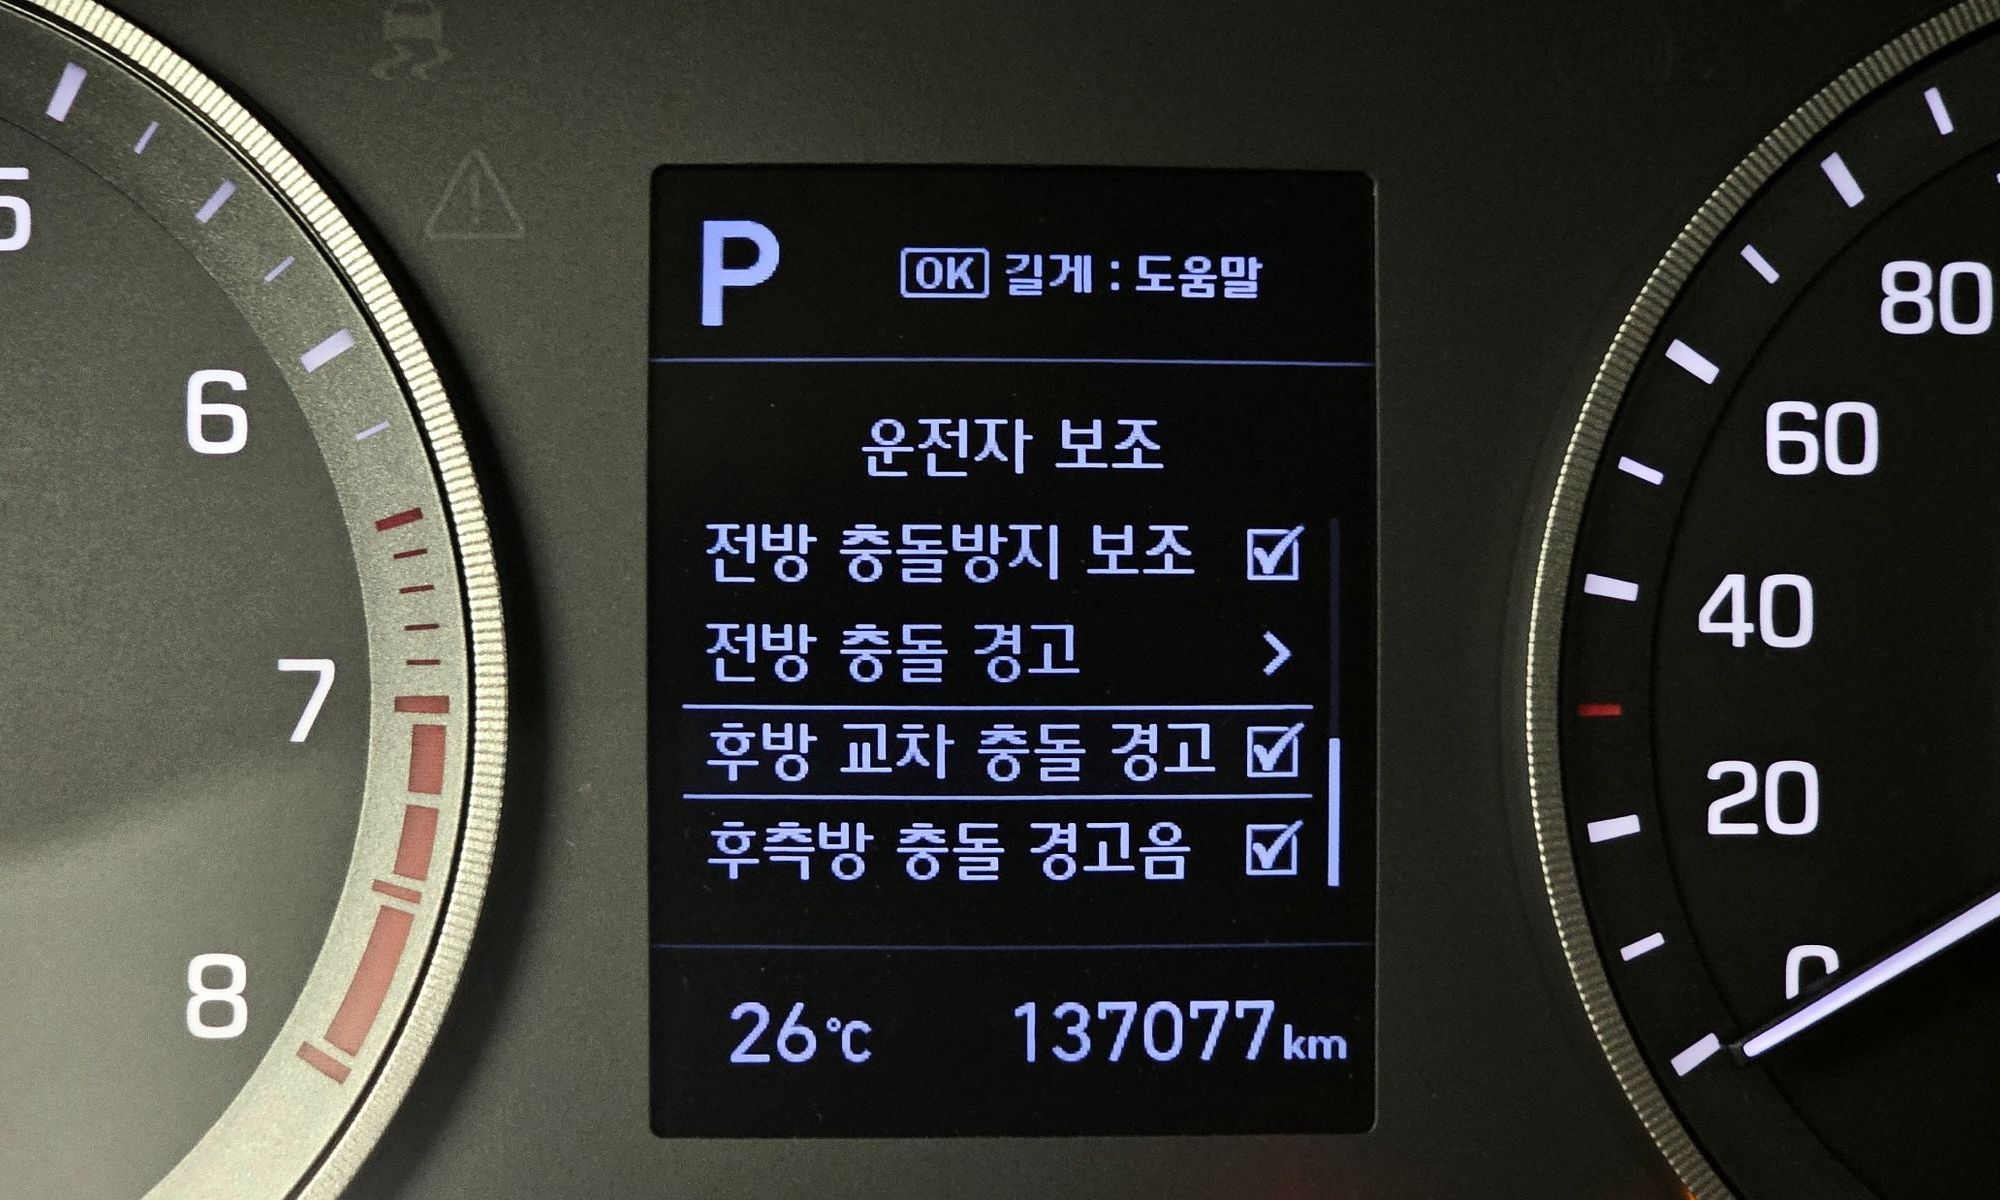 P
OK 길게 : 도움말
운전자 보조
전방 충돌방지 보조
전방 충돌 경고 >
후방 교차 충돌 경고
후측방 충돌 경고음
26℃ 137077km
5
6
7
8
80
60
40
20
0